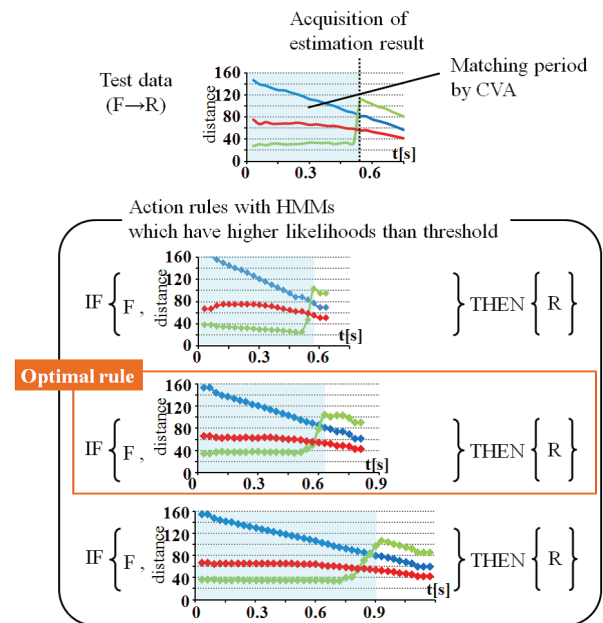 Acquisition of
estimation result
Test data
(F→R)
Matching period
by CVA
distance
160
120
80
40
0
0 0.3 0.6
t[s]
Action rules with HMMs
which have higher likelihoods than threshold
IF { F ,
distance
160
120
80
40
0
0 0.3 0.6
t[s]
} THEN { R }
Optimal rule
IF { F ,
distance
160
120
80
40
0
0 0.3 0.6 0.9
t[s]
} THEN { R }
IF { F ,
distance
160
120
80
40
0
0 0.3 0.6 0.9
t[s]
} THEN { R }